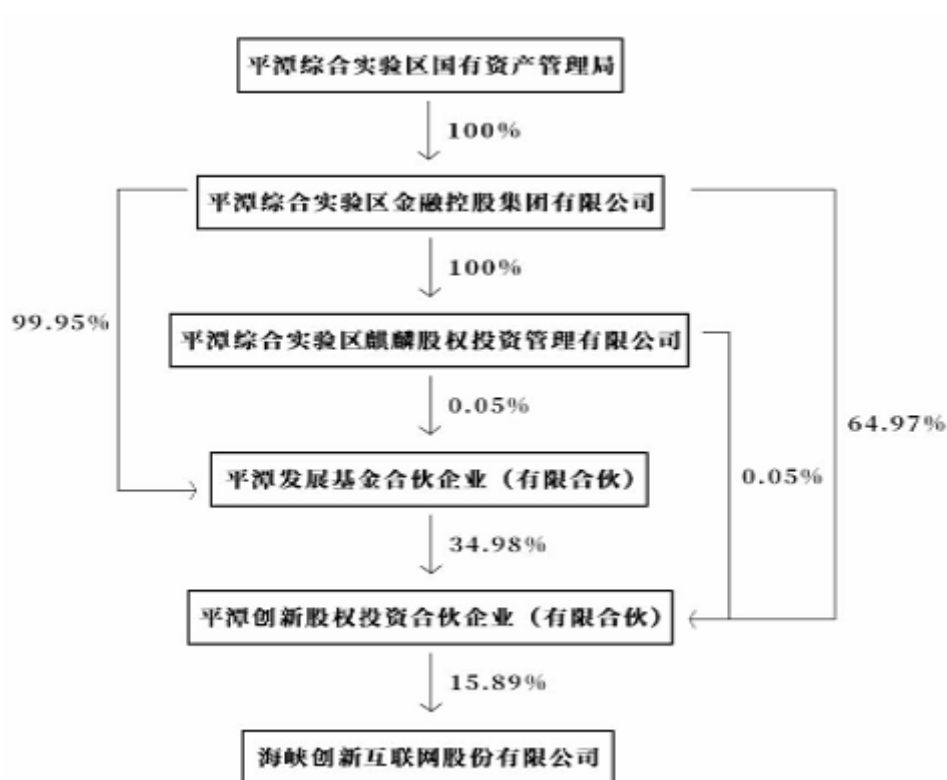 平潭综合实验区国有资产管理局
100%
平潭综合实验区金融控股集团有限公司
100%
99.95%
平潭综合实验区麒麟股权投资管理有限公司
0.05%
64.97%
平潭发展基金合伙企业（有限合伙）
0.05%
34.98%
平潭创新股权投资合伙企业（有限合伙）
15.89%
海峡创新互联网股份有限公司